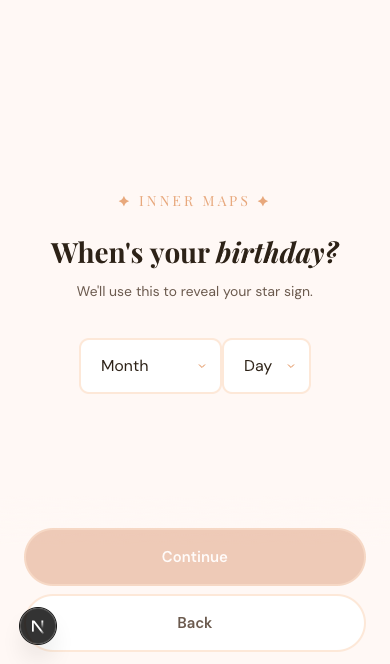 ✦ INNER MAPS ✦
When's your birthday?
We'll use this to reveal your star sign.
Month Day
Continue
Back
N